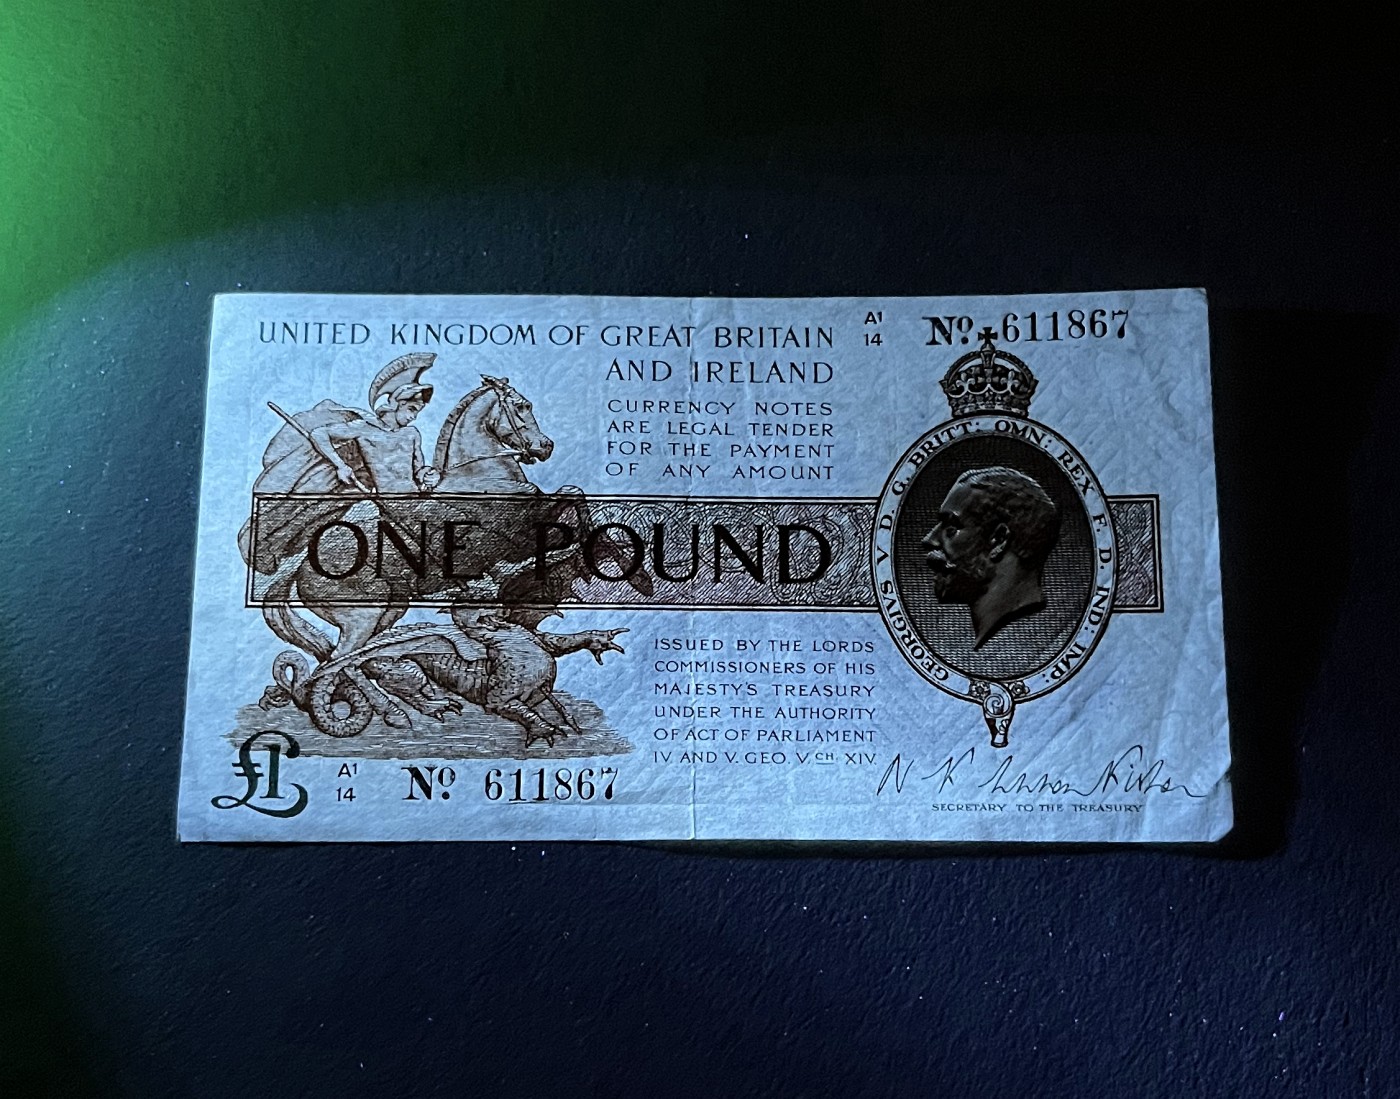 UNITED KINGDOM OF GREAT BRITAIN
AND IRELAND
A1
14
Nº 611867
CURRENCY NOTES
ARE LEGAL TENDER
FOR THE PAYMENT
OF ANY AMOUNT
ONE POUND
GEORGIVS V D. G. BRITT: OMN: REX F. D. IND: IMP:
ISSUED BY THE LORDS
COMMISSIONERS OF HIS
MAJESTY'S TREASURY
UNDER THE AUTHORITY
OF ACT OF PARLIAMENT
IV AND V. GEO. V. CH. XIV
£1
A1
14
Nº 611867
N K Warren Fisher
SECRETARY TO THE TREASURY